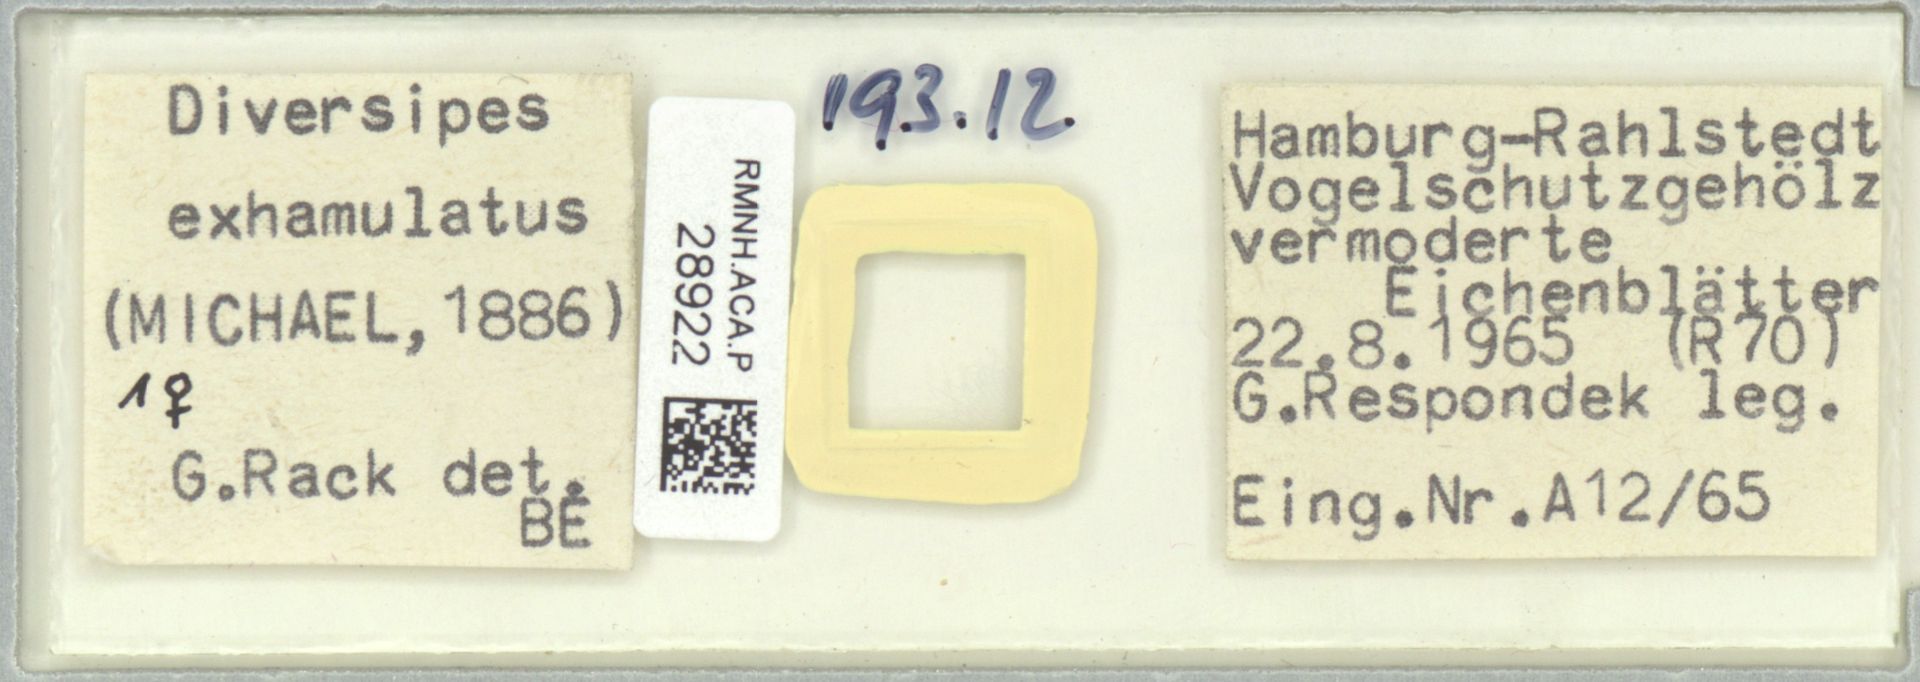 Diversipes
exhamulatus
(MICHAEL, 1886)
1♀
G.Rack det.
BE
RMNH.ACA.P
28922
193.12
Hamburg-Rahlstedt
Vogelschutzgehölz
vermoderte
Eichenblätter
22.8.1965 (R70)
G.Respondek leg.
Eing.Nr.A12/65